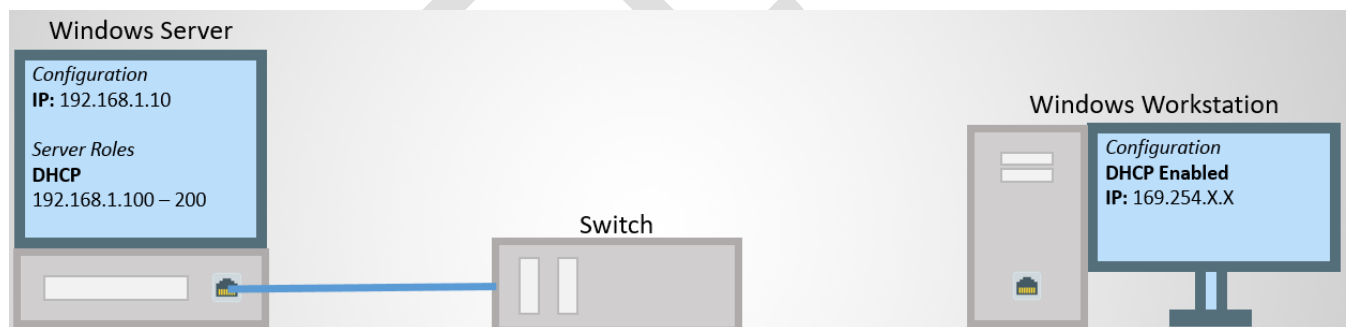 Windows Server
Configuration
IP: 192.168.1.10
Server Roles
DHCP
192.168.1.100 – 200
Switch
Windows Workstation
Configuration
DHCP Enabled
IP: 169.254.X.X